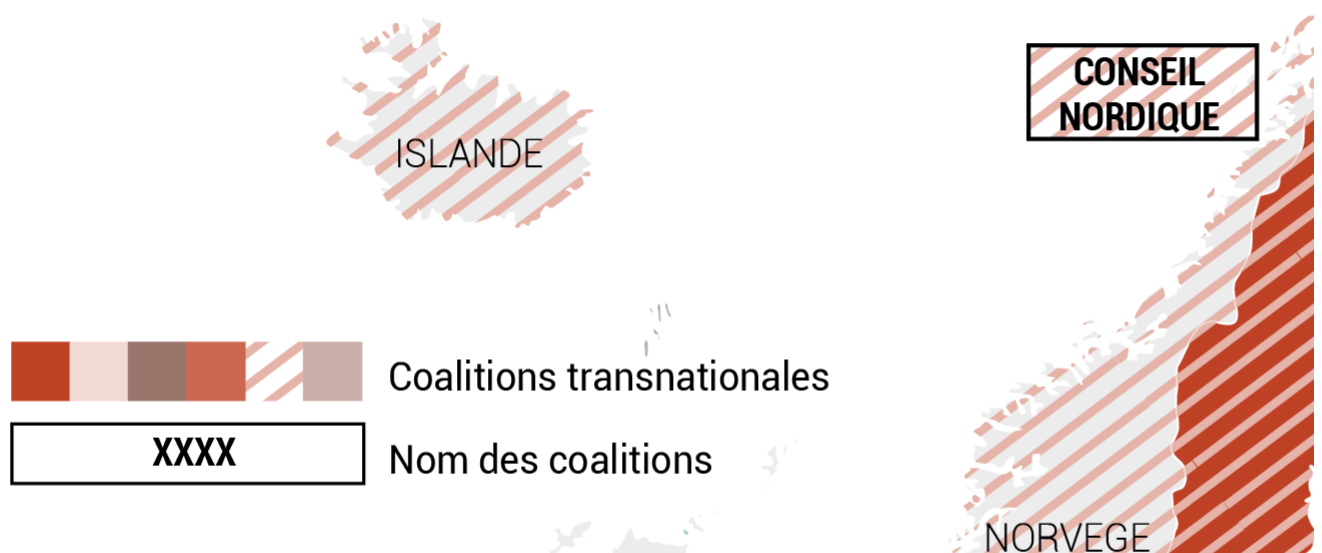 CONSEIL
NORDIQUE
ISLANDE
Coalitions transnationales
XXXX
Nom des coalitions
NORVEGE